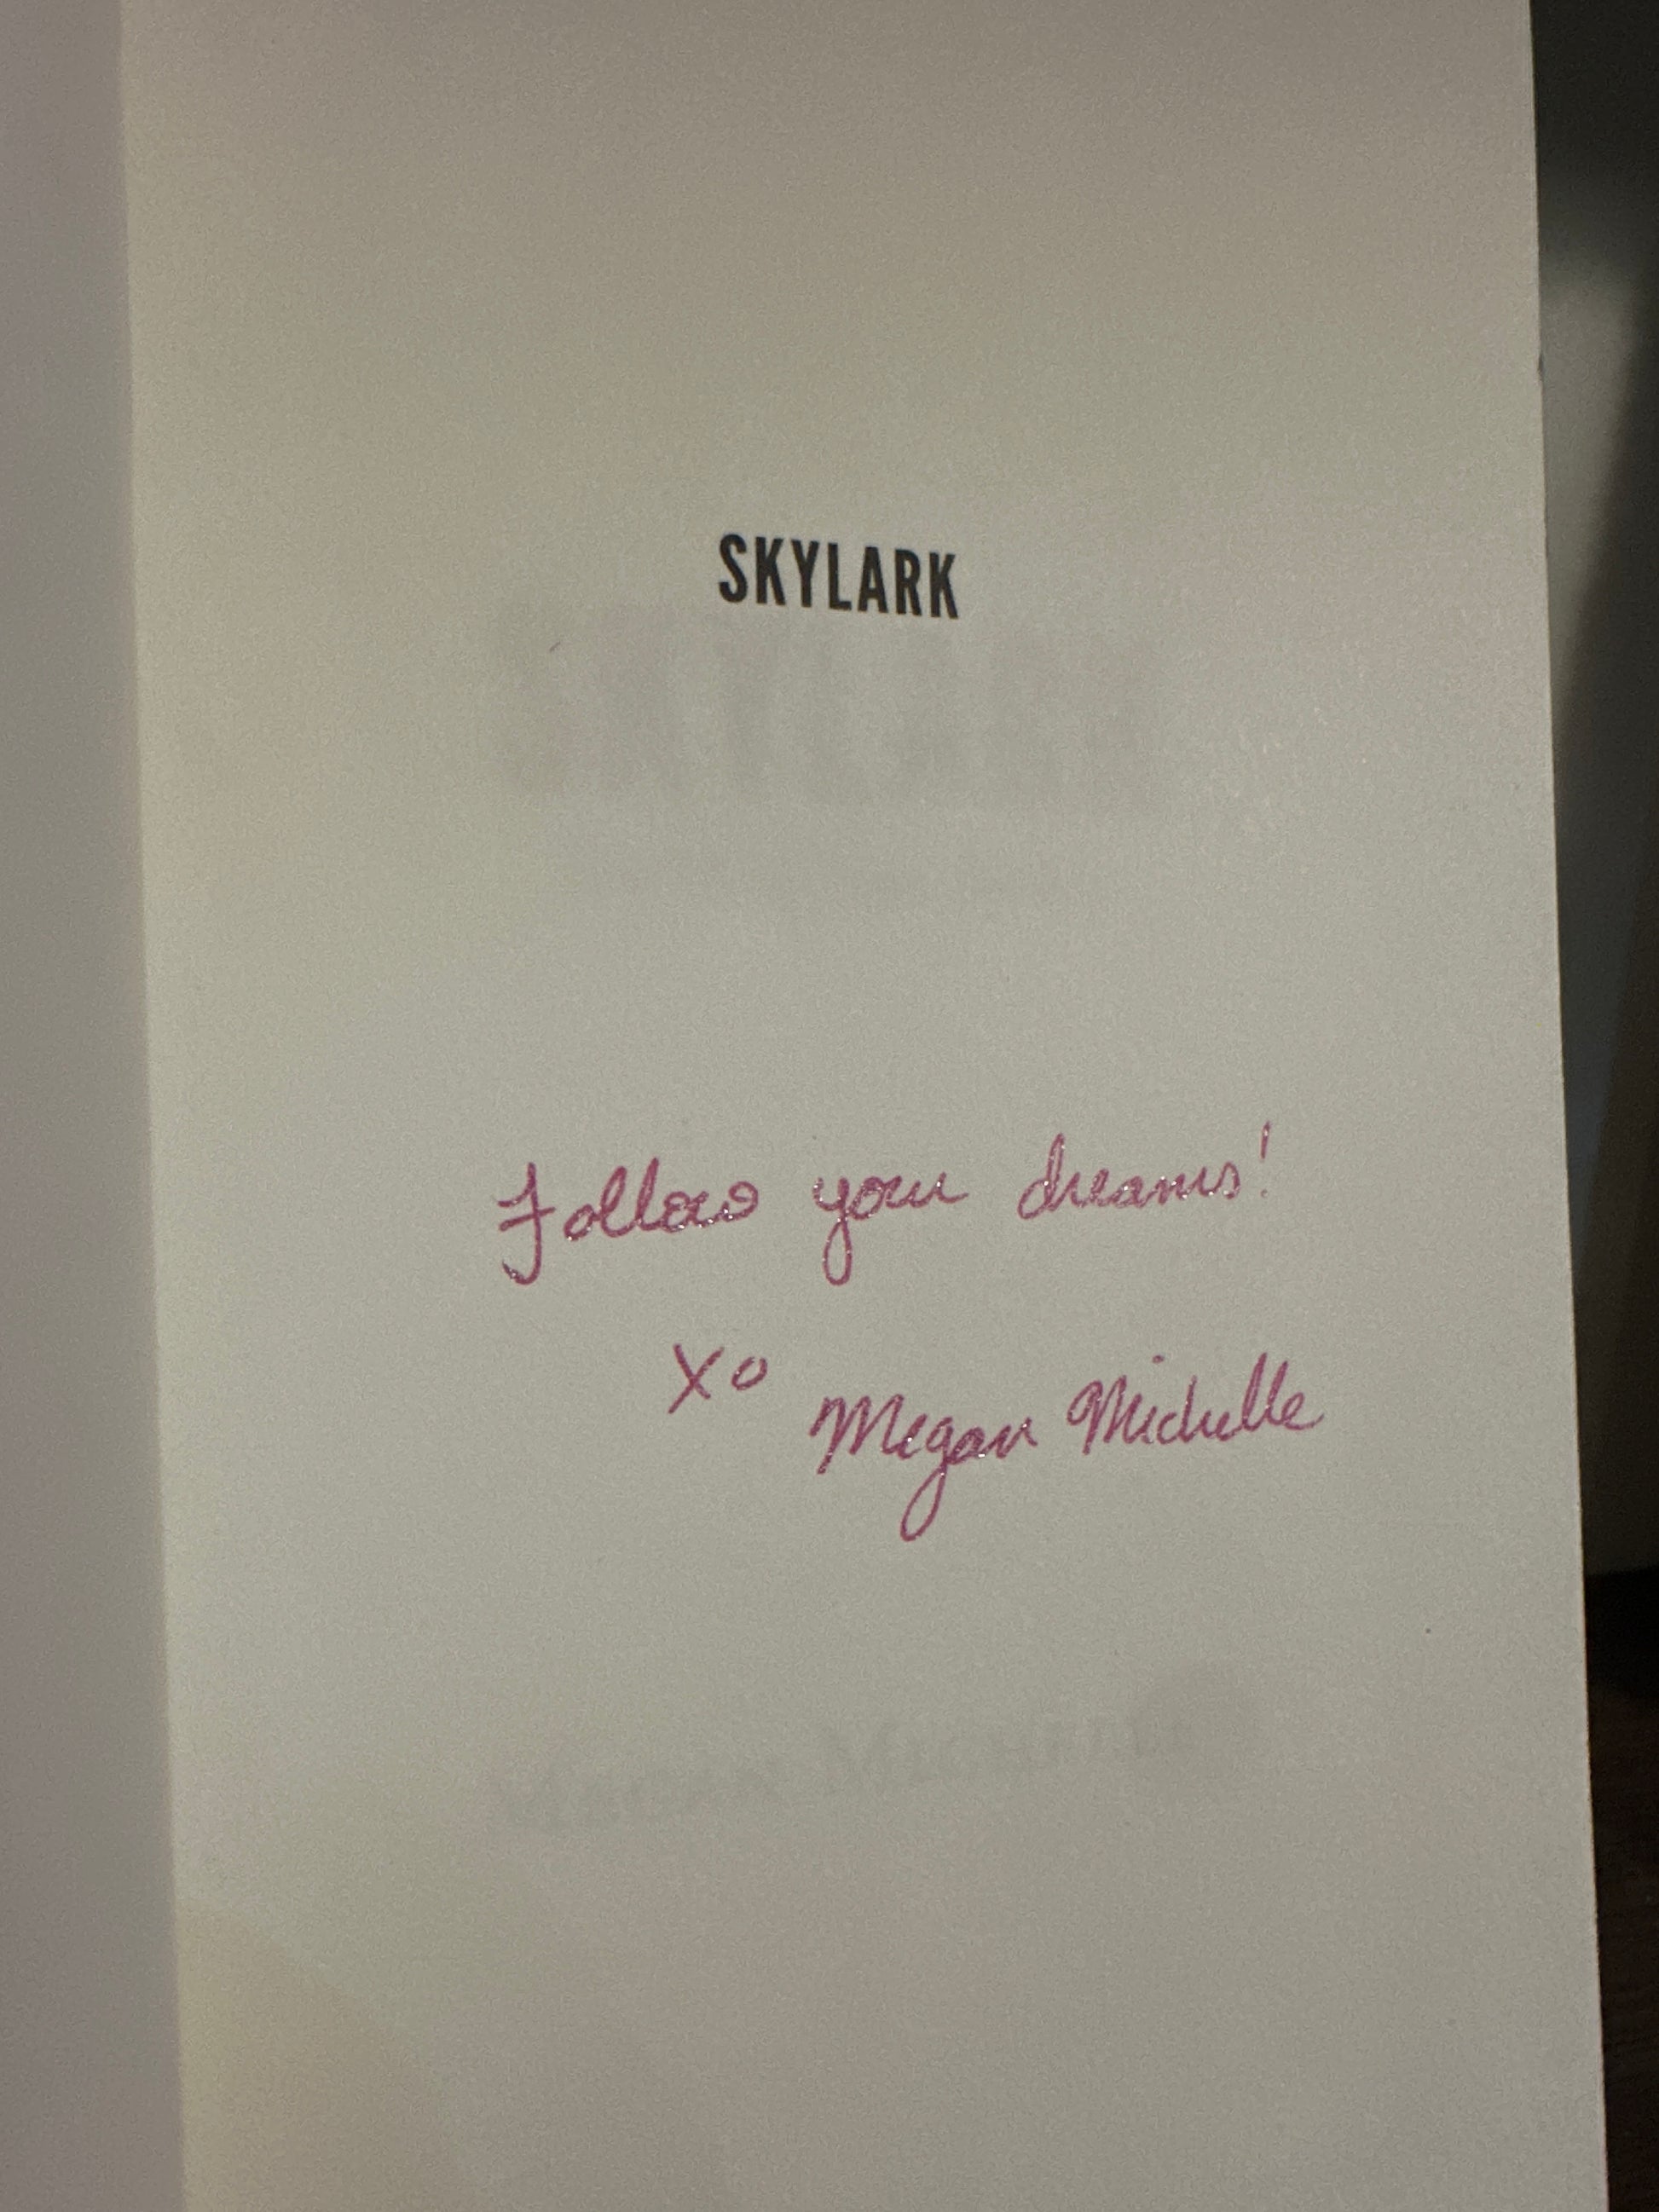 SKYLARK
Follow your dreams!
XO
Megan Michelle